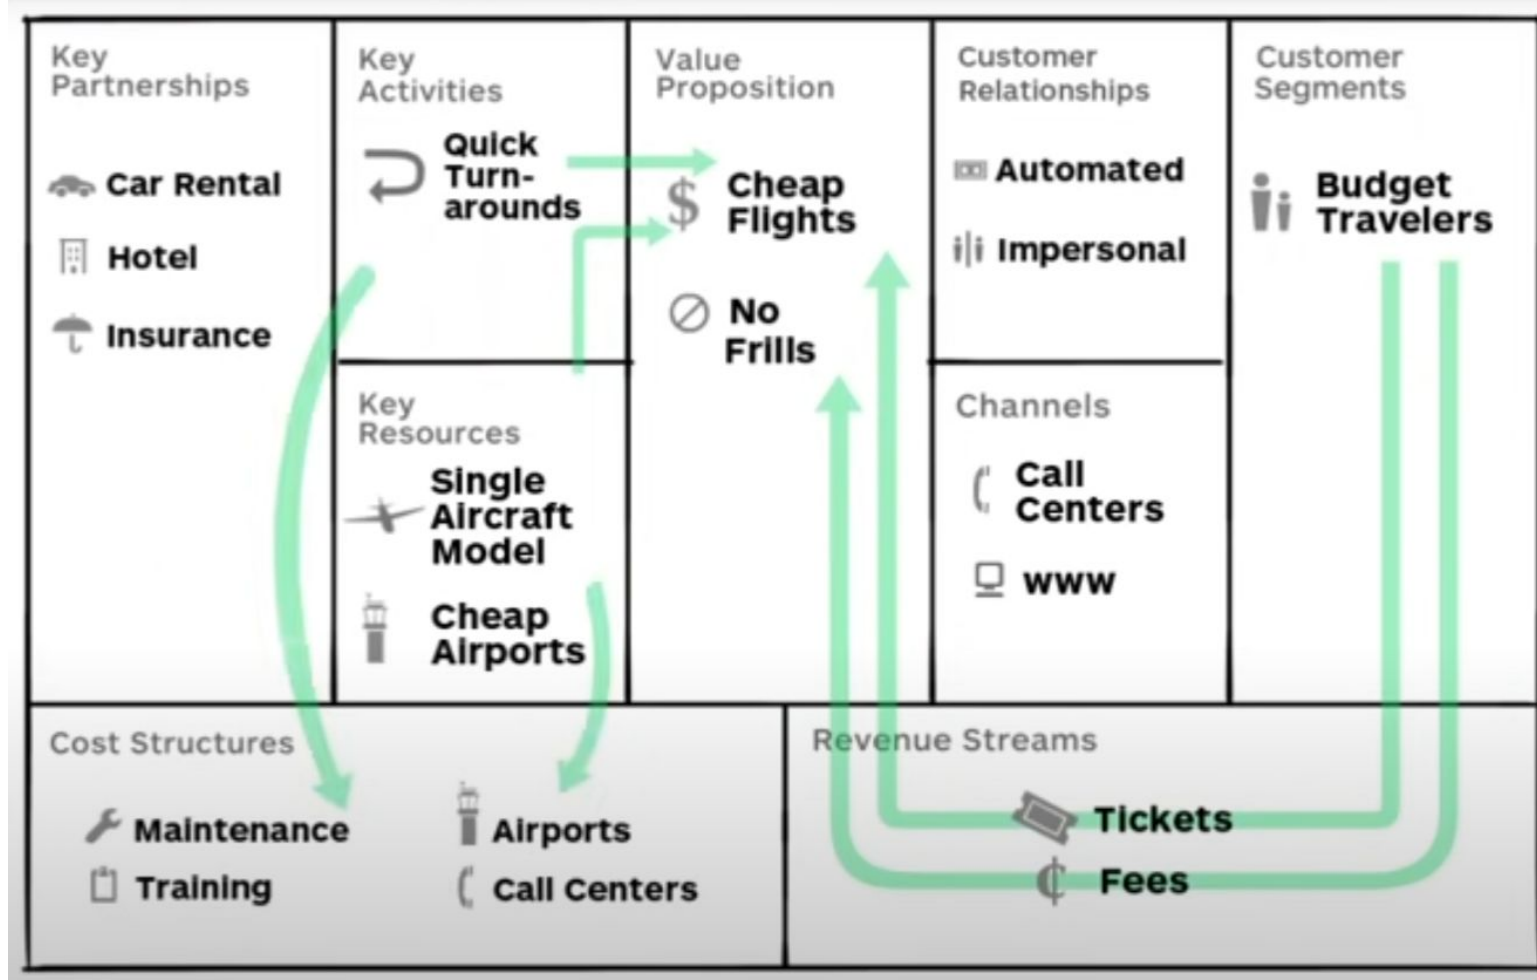 Key
Partnerships
Car Rental
Hotel
Insurance
Key
Activities
Quick
Turn-
arounds
Key
Resources
Single
Aircraft
Model
Cheap
Airports
Value
Proposition
$ Cheap
Flights
No
Frills
Customer
Relationships
Automated
Impersonal
Channels
Call
Centers
www
Customer
Segments
Budget
Travelers
Cost Structures
Maintenance
Training
Airports
Call Centers
Revenue Streams
Tickets
¢ Fees